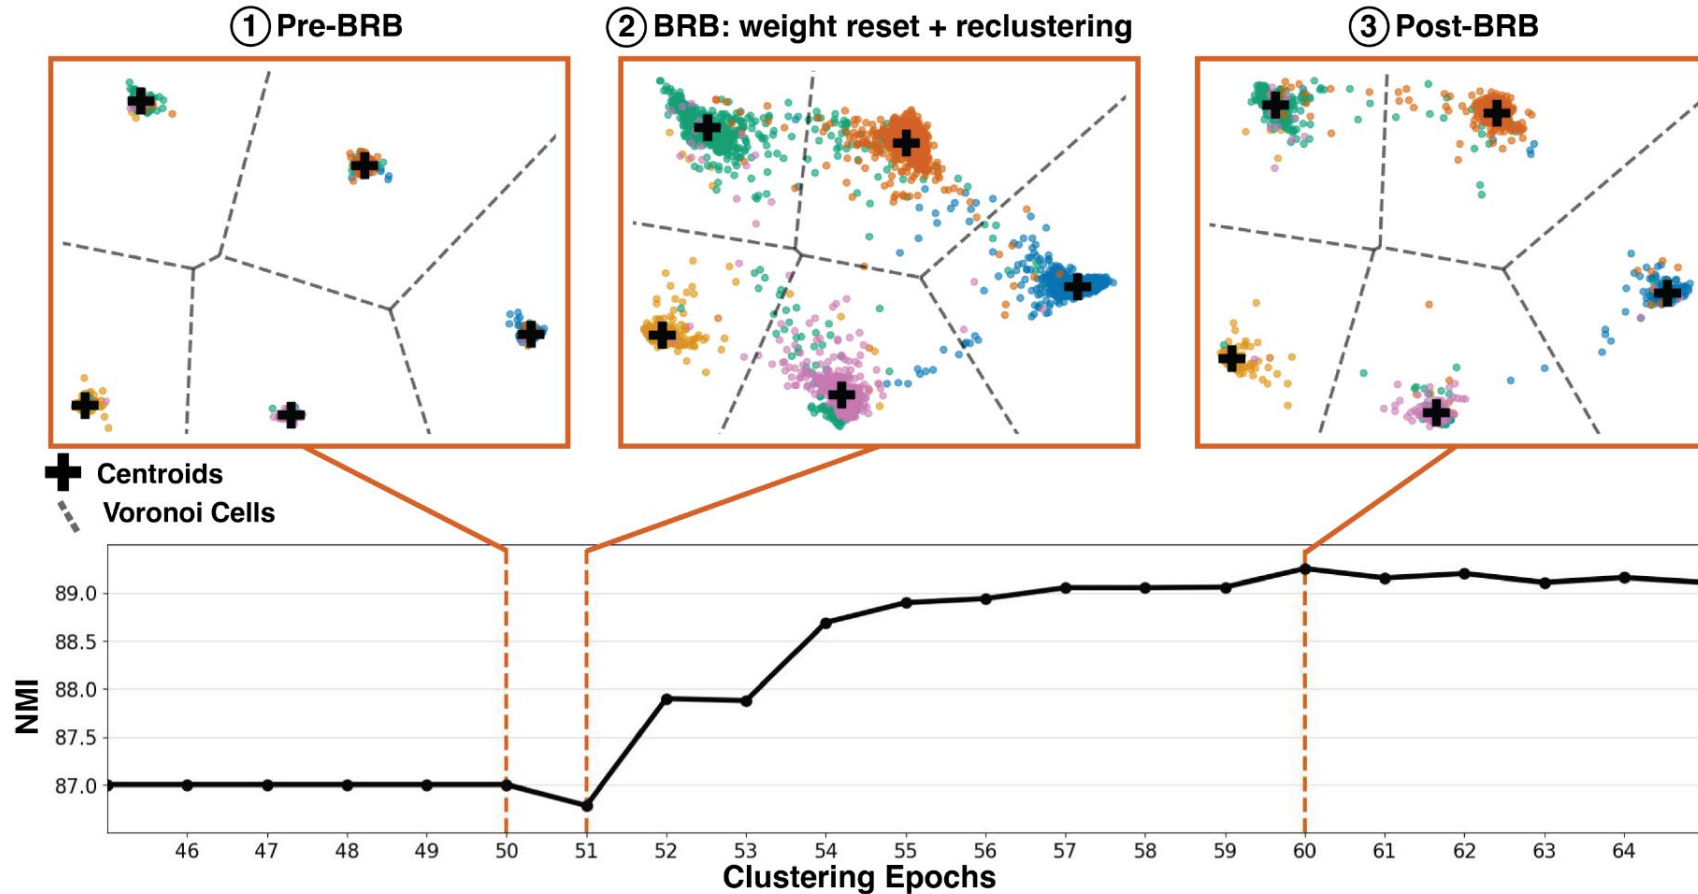 1 Pre-BRB
2 BRB: weight reset + reclustering
3 Post-BRB
Centroids
Voronoi Cells
NMI
89.0
88.5
88.0
87.5
87.0
46 47 48 49 50 51 52 53 54 55 56 57 58 59 60 61 62 63 64
Clustering Epochs